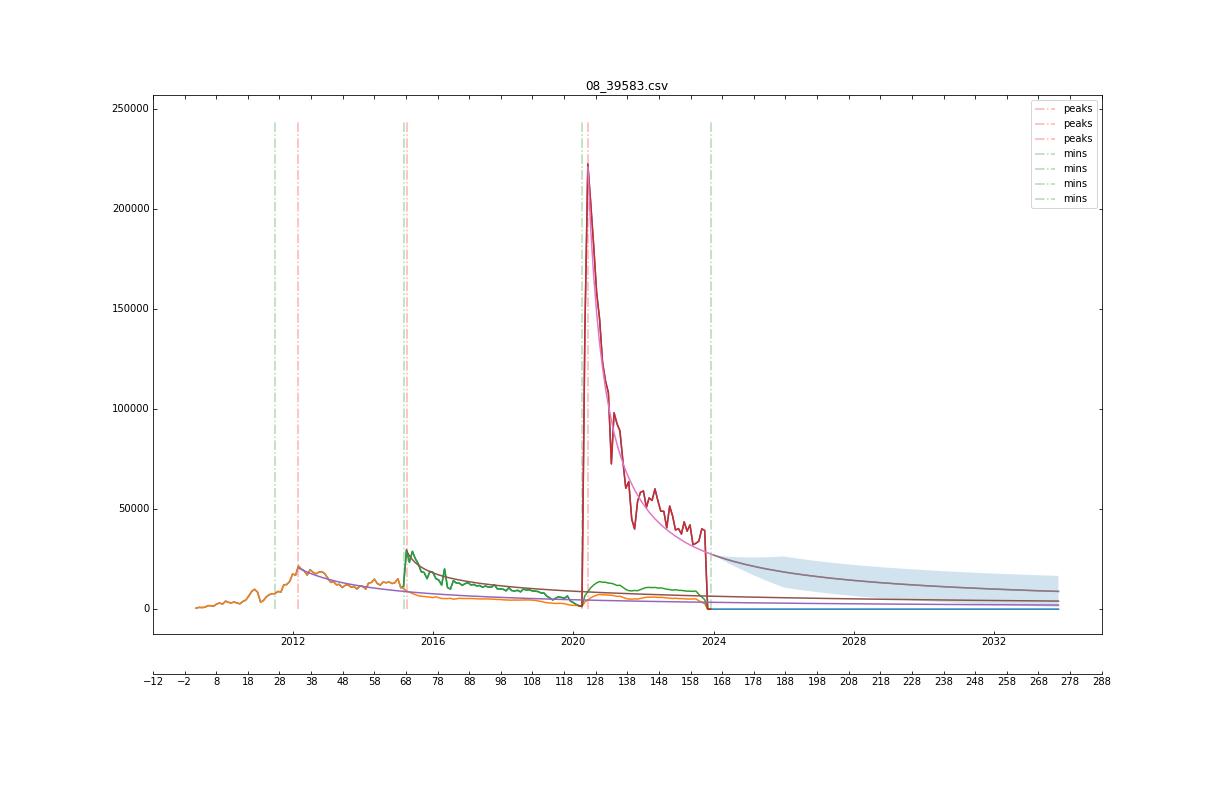 08_39583.csv
250000
200000
150000
100000
50000
0
peaks
peaks
peaks
mins
mins
mins
mins
2012 2016 2020 2024 2028 2032
−12 −2 8 18 28 38 48 58 68 78 88 98 108 118 128 138 148 158 168 178 188 198 208 218 228 238 248 258 268 278 288